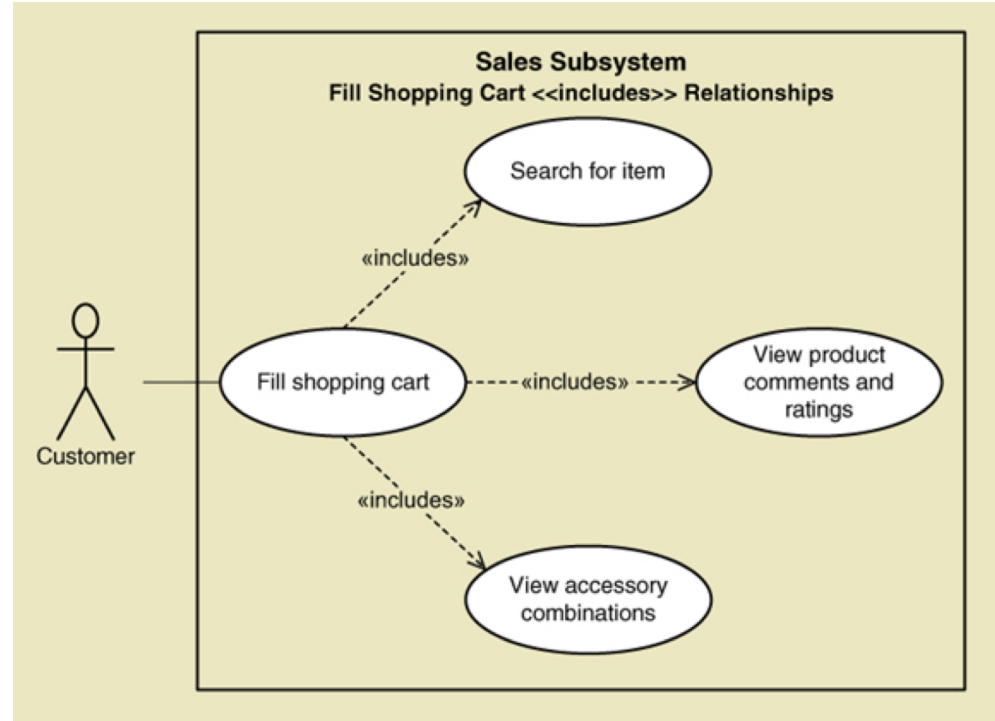 Sales Subsystem
Fill Shopping Cart <<includes>> Relationships
Search for item
«includes»
Fill shopping cart
«includes»
View product
comments and
ratings
Customer
«includes»
View accessory
combinations